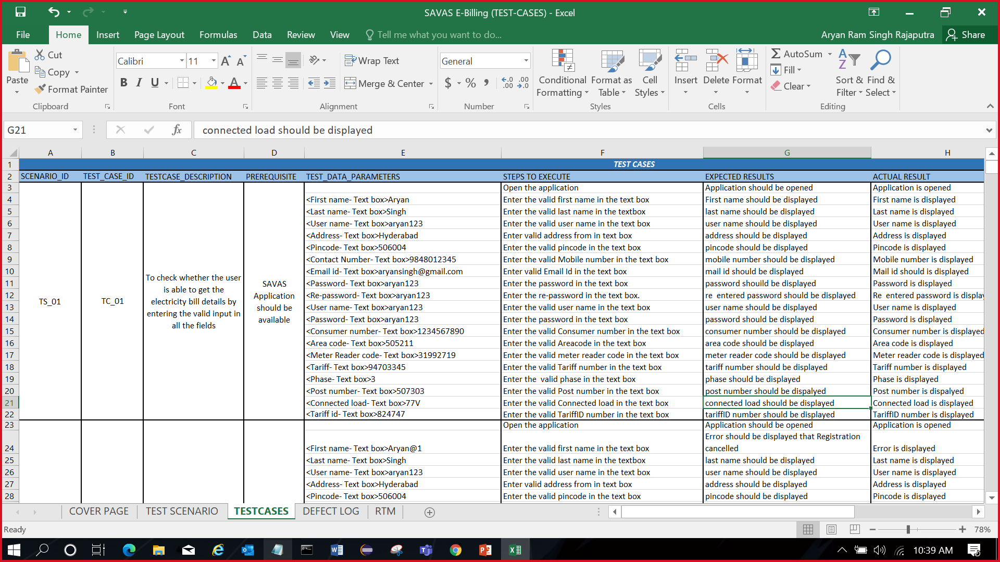 SAVAS E-Billing (TEST-CASES) - Excel
File Home Insert Page Layout Formulas Data Review View Tell me what you want to do... Aryan Ram Singh Rajaputra Share
Paste Cut Copy Format Painter Clipboard
Calibri 11 A A B I U A Font
Wrap Text Merge & Center Alignment
General $ % , .0 .00 .00 .0 Number
Conditional Formatting Format as Table Cell Styles Styles
Insert Delete Format Cells
AutoSum Fill Clear Sort & Filter Find & Select Editing
G21 fx connected load should be displayed
A B C D E F G H
1 TEST CASES
2 SCENARIO_ID TEST_CASE_ID TESTCASE_DESCRIPTION PREREQUISITE TEST_DATA_PARAMETERS STEPS TO EXECUTE EXPECTED RESULTS ACTUAL RESULT
TS_01 TC_01
To check whether the user
is able to get the
electricity bill details by
entering the valid input in
all the fields
SAVAS
Application
should be
available
3 Open the application Application should be opened Application is opened
4 <First name- Text box>Aryan Enter the valid first name in the text box First name should be displayed First name is displayed
5 <Last name- Text box>Singh Enter the valid last name in the textbox last name should be displayed Last name is displayed
6 <User name- Text box>aryan123 Enter the valid user name in the text box user name should be displayed User name is displayed
7 <Address- Text box>Hyderabad Enter valid address from in text box address should be displayed Address is displayed
8 <Pincode- Text box>506004 Enter the valid pincode in the text box pincode should be displayed Pincode is displayed
9 <Contact Number- Text box>9848012345 Enter the valid Mobile number in the text box mobile number should be displayed Mobile number is displayed
10 <Email id- Text box>aryansingh@gmail.com Enter valid Email Id in the text box mail id should be displayed Mail id should is displayed
11 <Password- Text box>aryan123 Enter the password in the text box password shouild be displayed Password is displayed
12 <Re-password- Text box>aryan123 Enter the re-password in the text box. re entered password should be displayed Re entered password is display
13 <User name- Text box>aryan123 Enter the valid user name in the text box user name should be displayed User name is displayed
14 <Password- Text box>aryan123 Enter the password in the text box password should be displayed Password is displayed
15 <Consumer number- Text box>1234567890 Enter the valid Consumer number in the text box consumer number should be displayed Consumer number is displayed
16 <Area code- Text box>505211 Enter the valid Areacode in the text box area code should be displayed Area code is displayed
17 <Meter Reader code- Text box>31992719 Enter the valid meter reader code in the text box meter reader code should be displayed Meter reader code is displayed
18 <Tariff- Text box>94703345 Enter the valid Tariff number in the text box tariff number should be displayed Tariff number is displayed
19 <Phase- Text box>3 Enter the valid phase in the text box phase should be displayed Phase is displayed
20 <Post number- Text box>507303 Enter the valid Post number in the text box post number should be dispalyed Post number is dispalyed
21 <Connected load- Text box>77V Enter the valid Connected load in the text box connected load should be displayed Connected load is displayed
22 <Tariff id- Text box>824747 Enter the valid TariffID number in the text box tariffID number should be displayed TariffID number is displayed
23 Open the application Application should be opened Application is opened
Error should be displayed that Registration
24 <First name- Text box>Aryan@1 Enter the valid first name in the text box cancelled Error is displayed
25 <Last name- Text box>Singh Enter the valid last name in the textbox last name should be displayed Last name is displayed
26 <User name- Text box>aryan123 Enter the valid user name in the text box user name should be displayed User name is displayed
27 <Address- Text box>Hyderabad Enter valid address from in text box address should be displayed Address is displayed
28 <Pincode- Text box>506004 Enter the valid pincode in the text box pincode should be displayed Pincode is displayed
COVER PAGE TEST SCENARIO TESTCASES DEFECT LOG RTM
Ready 78%
10:39 AM